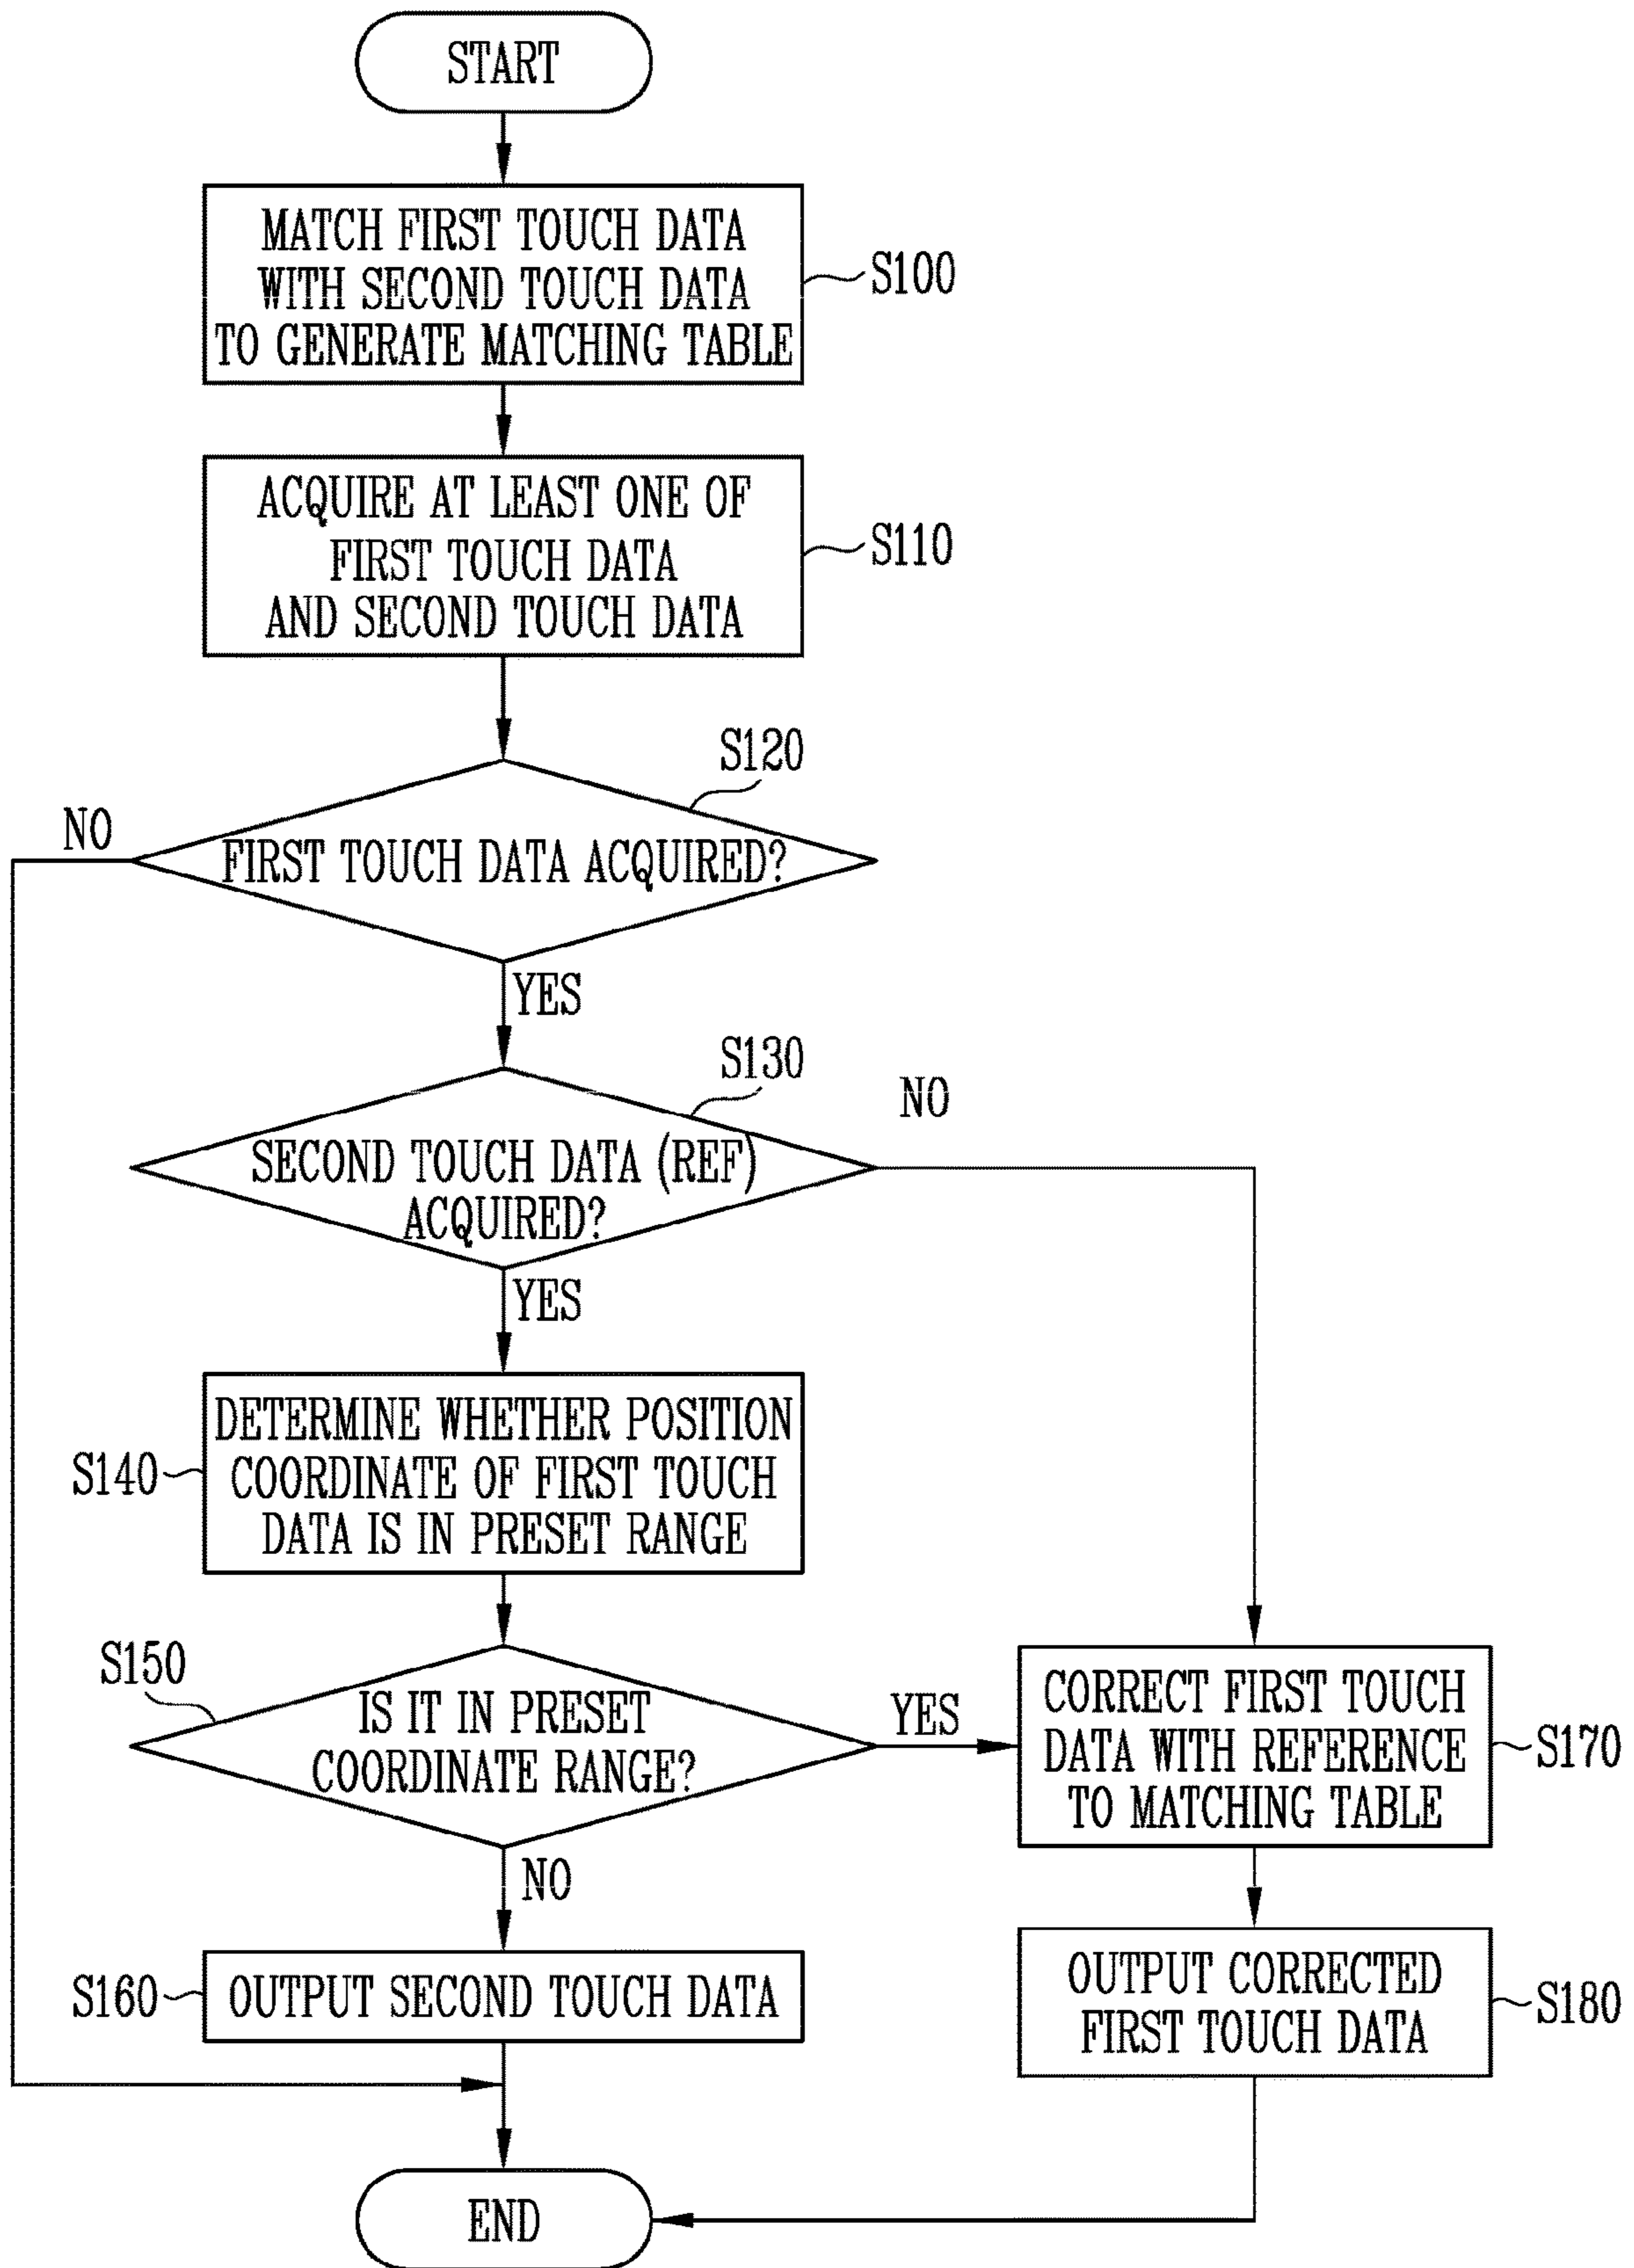 START
MATCH FIRST TOUCH DATA
WITH SECOND TOUCH DATA
TO GENERATE MATCHING TABLE
S100
ACQUIRE AT LEAST ONE OF
FIRST TOUCH DATA
AND SECOND TOUCH DATA
S110
S120
NO
FIRST TOUCH DATA ACQUIRED?
YES
S130
NO
SECOND TOUCH DATA (REF)
ACQUIRED?
YES
DETERMINE WHETHER POSITION
COORDINATE OF FIRST TOUCH
DATA IS IN PRESET RANGE
S140
S150
IS IT IN PRESET
COORDINATE RANGE?
YES
CORRECT FIRST TOUCH
DATA WITH REFERENCE
TO MATCHING TABLE
S170
NO
S160
OUTPUT SECOND TOUCH DATA
OUTPUT CORRECTED
FIRST TOUCH DATA
S180
END